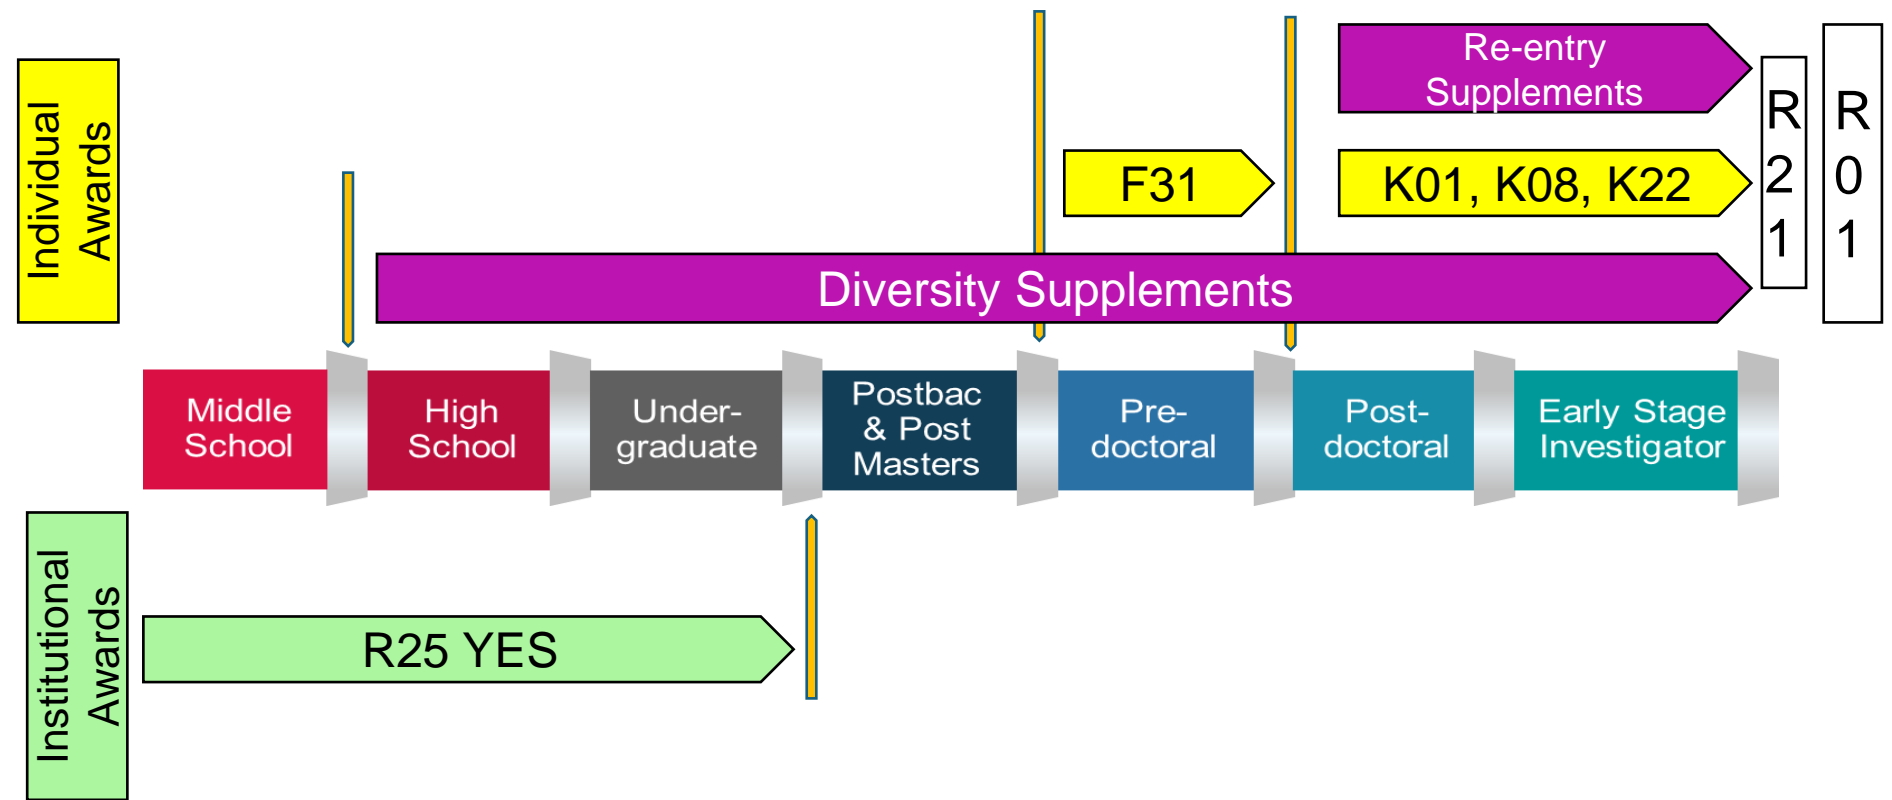 Individual
Awards
Re-entry
Supplements
R
2
1
R
0
1
F31
K01, K08, K22
Diversity Supplements
Middle
School
High
School
Under-
graduate
Postbac
& Post
Masters
Pre-
doctoral
Post-
doctoral
Early Stage
Investigator
Institutional
Awards
R25 YES